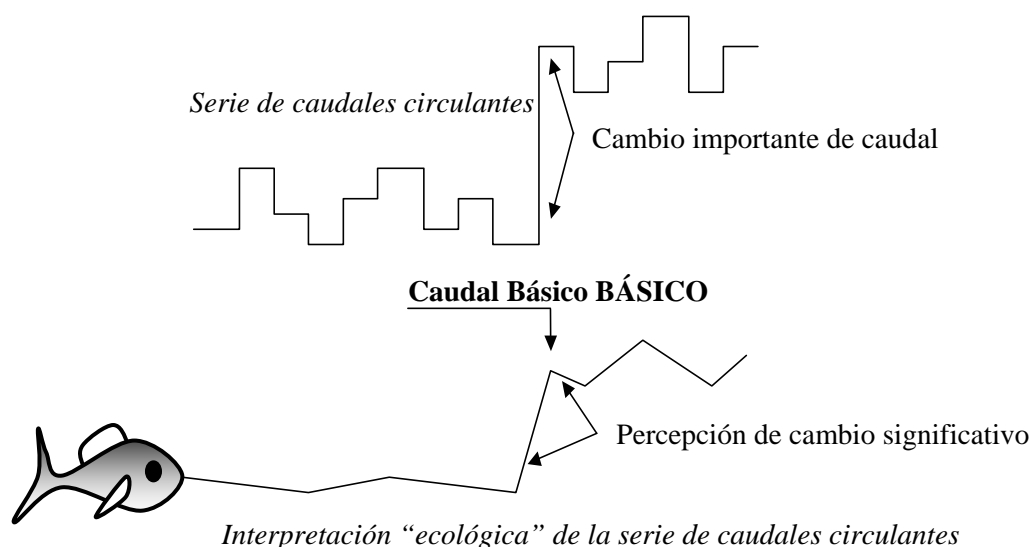 Serie de caudales circulantes
Cambio importante de caudal
Caudal Básico BÁSICO
Percepción de cambio significativo
Interpretación “ecológica” de la serie de caudales circulantes